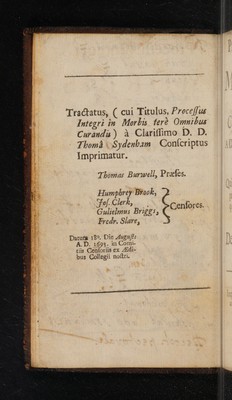 Tractatus, ( cui Titulus. Processus
Integri in Morbis ferè Omnibus
Curandis ) à Clarissimo D. D.
Thomâ Sydenham Conscriptus
Imprimatur.
Thomas Burwell, Præses.
Humphrey Brook,
Jos. Clerk,
Gulielmus Briggs,
Fredr. Slare,
Censores.
Datum 18º. Die Augusti
A. D. 1693. in Comi-
tiis Censoriis ex Ædi-
bus Collegii nostri.